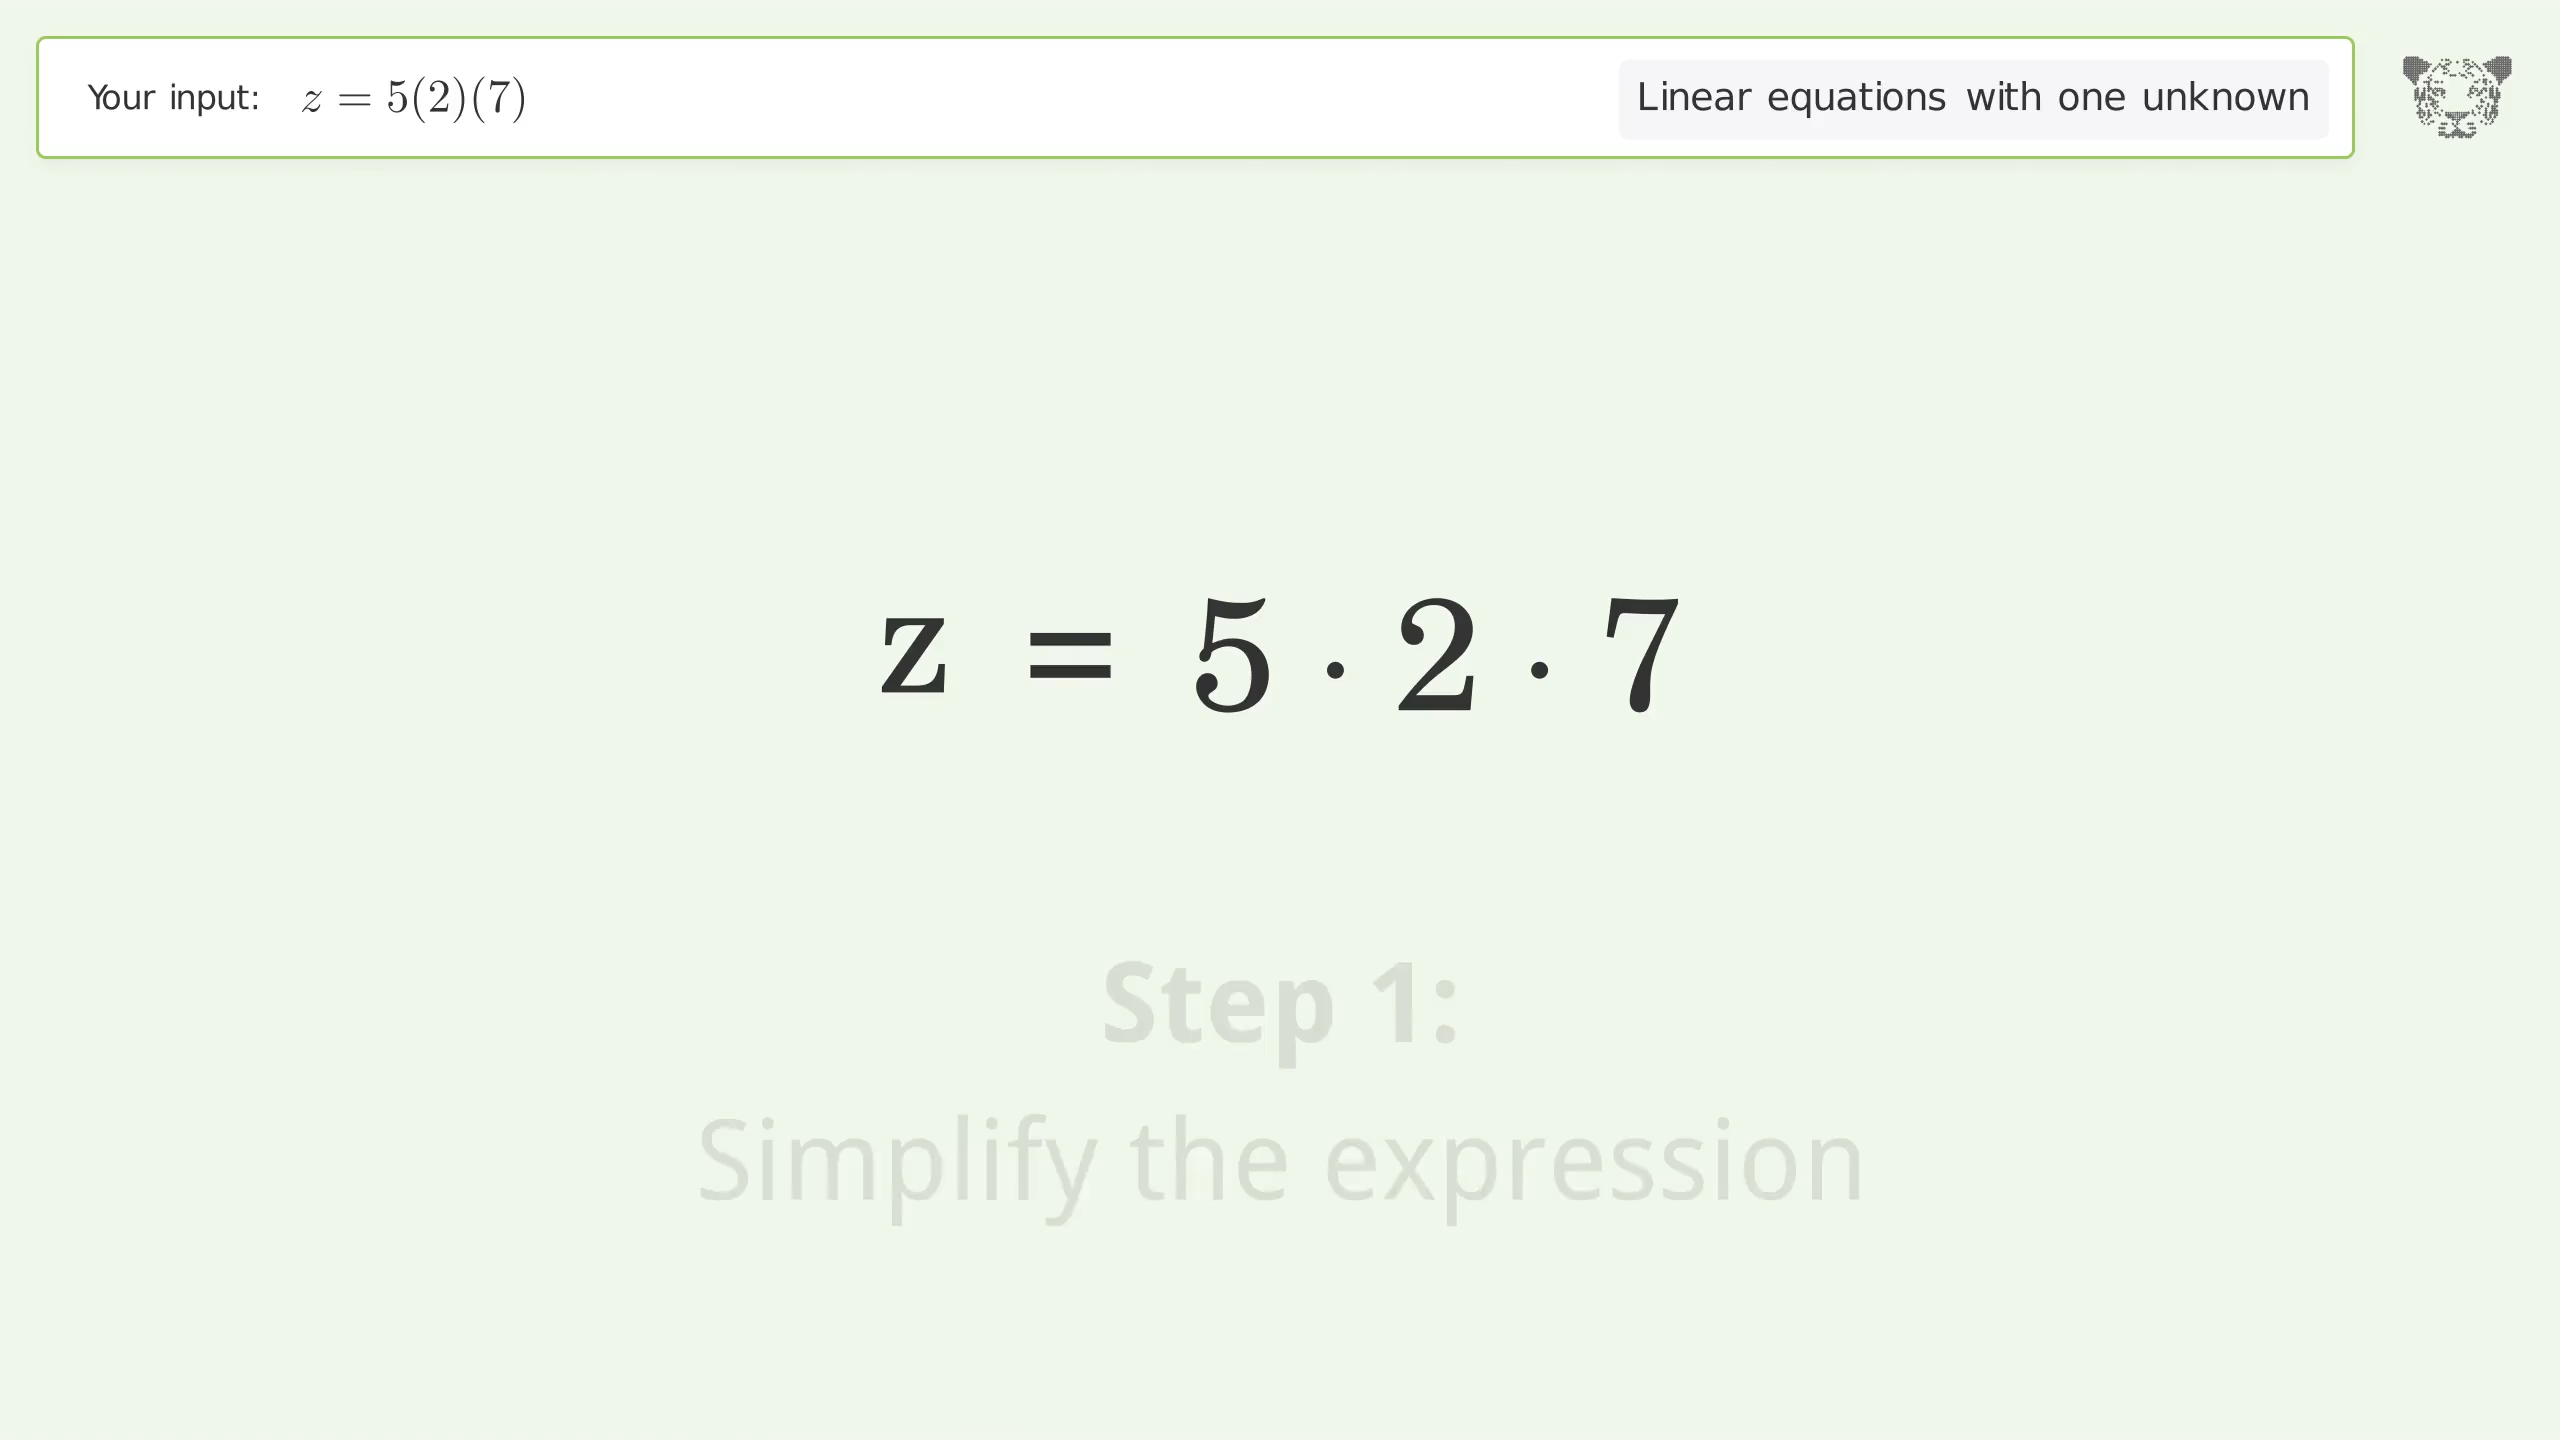 Your input: z = 5(2)(7)
Linear equations with one unknown
z = 5 · 2 · 7
Step 1:
Simplify the expression